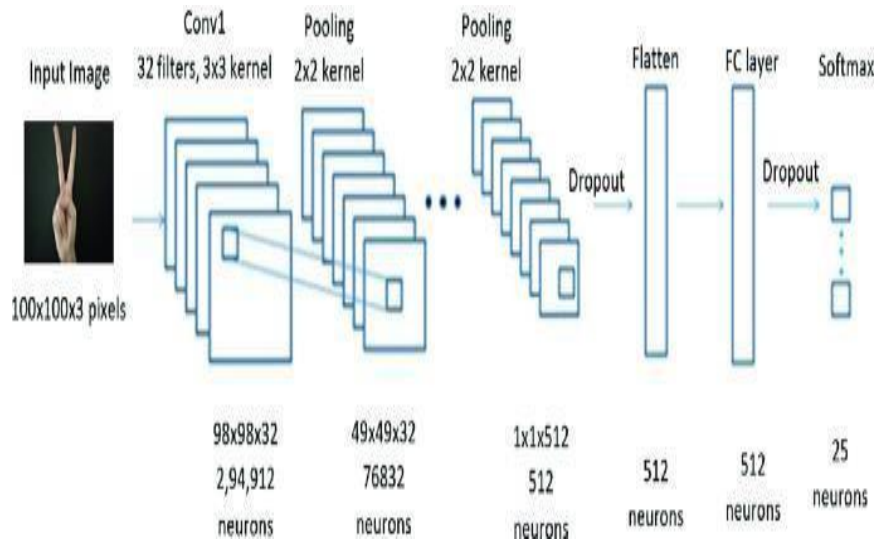 Input Image
100x100x3 pixels
Conv1
32 filters, 3x3 kernel
98x98x32
2,94,912
neurons
Pooling
2x2 kernel
49x49x32
76832
neurons
Pooling
2x2 kernel
1x1x512
512
neurons
Dropout
Flatten
512
neurons
FC layer
512
neurons
Dropout
Softmax
25
neurons